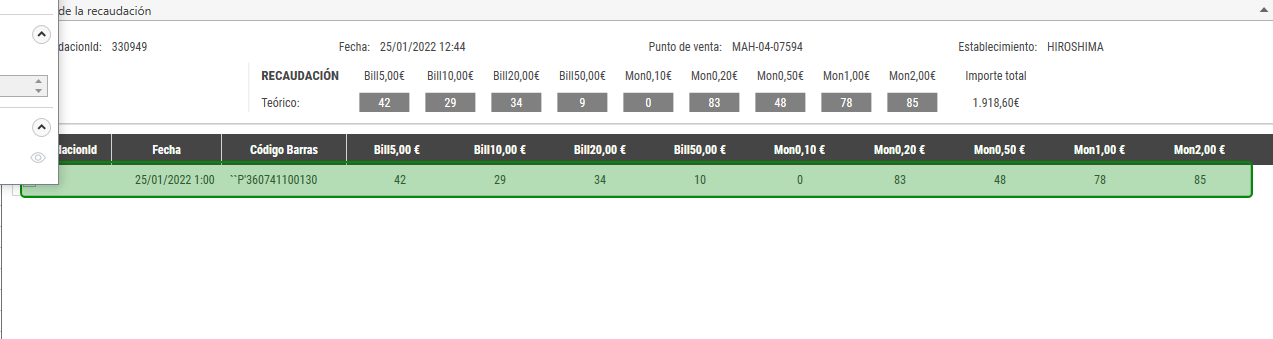 de la recaudación
dacionId: 330949 Fecha: 25/01/2022 12:44 Punto de venta: MAH-04-07594 Establecimiento: HIROSHIMA
RECAUDACIÓN Bill5,00€ Bill10,00€ Bill20,00€ Bill50,00€ Mon0,10€ Mon0,20€ Mon0,50€ Mon1,00€ Mon2,00€ Importe total
Teórico: 42 29 34 9 0 83 48 78 85 1.918,60€
dacionId Fecha Código Barras Bill5,00 € Bill10,00 € Bill20,00 € Bill50,00 € Mon0,10 € Mon0,20 € Mon0,50 € Mon1,00 € Mon2,00 €
25/01/2022 1:00 ``P'360741100130 42 29 34 10 0 83 48 78 85